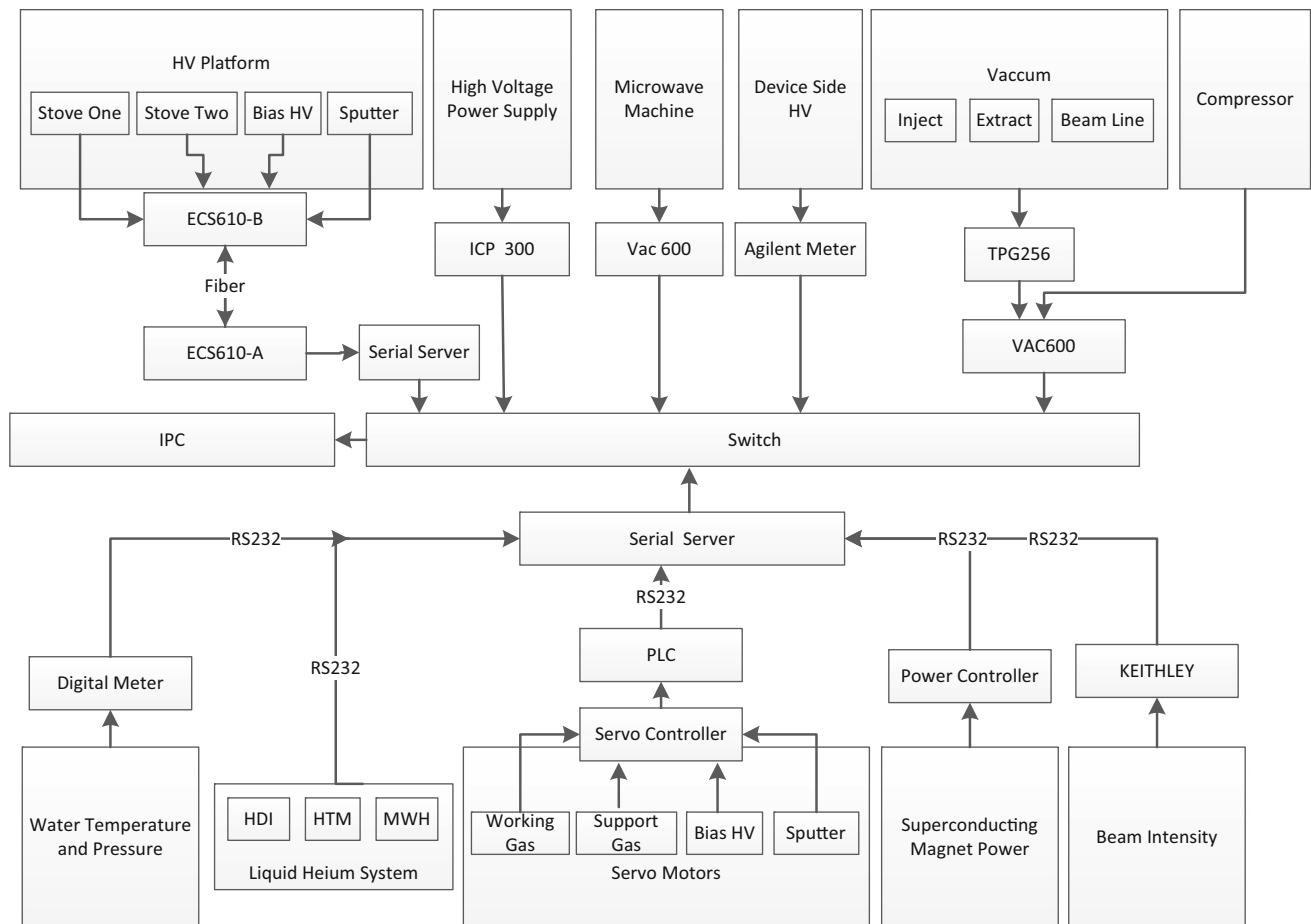 HV Platform
Stove One
Stove Two
Bias HV
Sputter
High Voltage
Power Supply
Microwave
Machine
Device Side
HV
Vaccum
Inject
Extract
Beam Line
Compressor
ECS610-B
ICP 300
Vac 600
Agilent Meter
TPG256
Fiber
ECS610-A
Serial Server
VAC600
IPC
Switch
RS232
Serial Server
RS232
RS232
RS232
RS232
Digital Meter
PLC
Power Controller
KEITHLEY
Servo Controller
Water Temperature
and Pressure
HDI
HTM
MWH
Liquid Heium System
Working
Gas
Support
Gas
Bias HV
Sputter
Servo Motors
Superconducting
Magnet Power
Beam Intensity